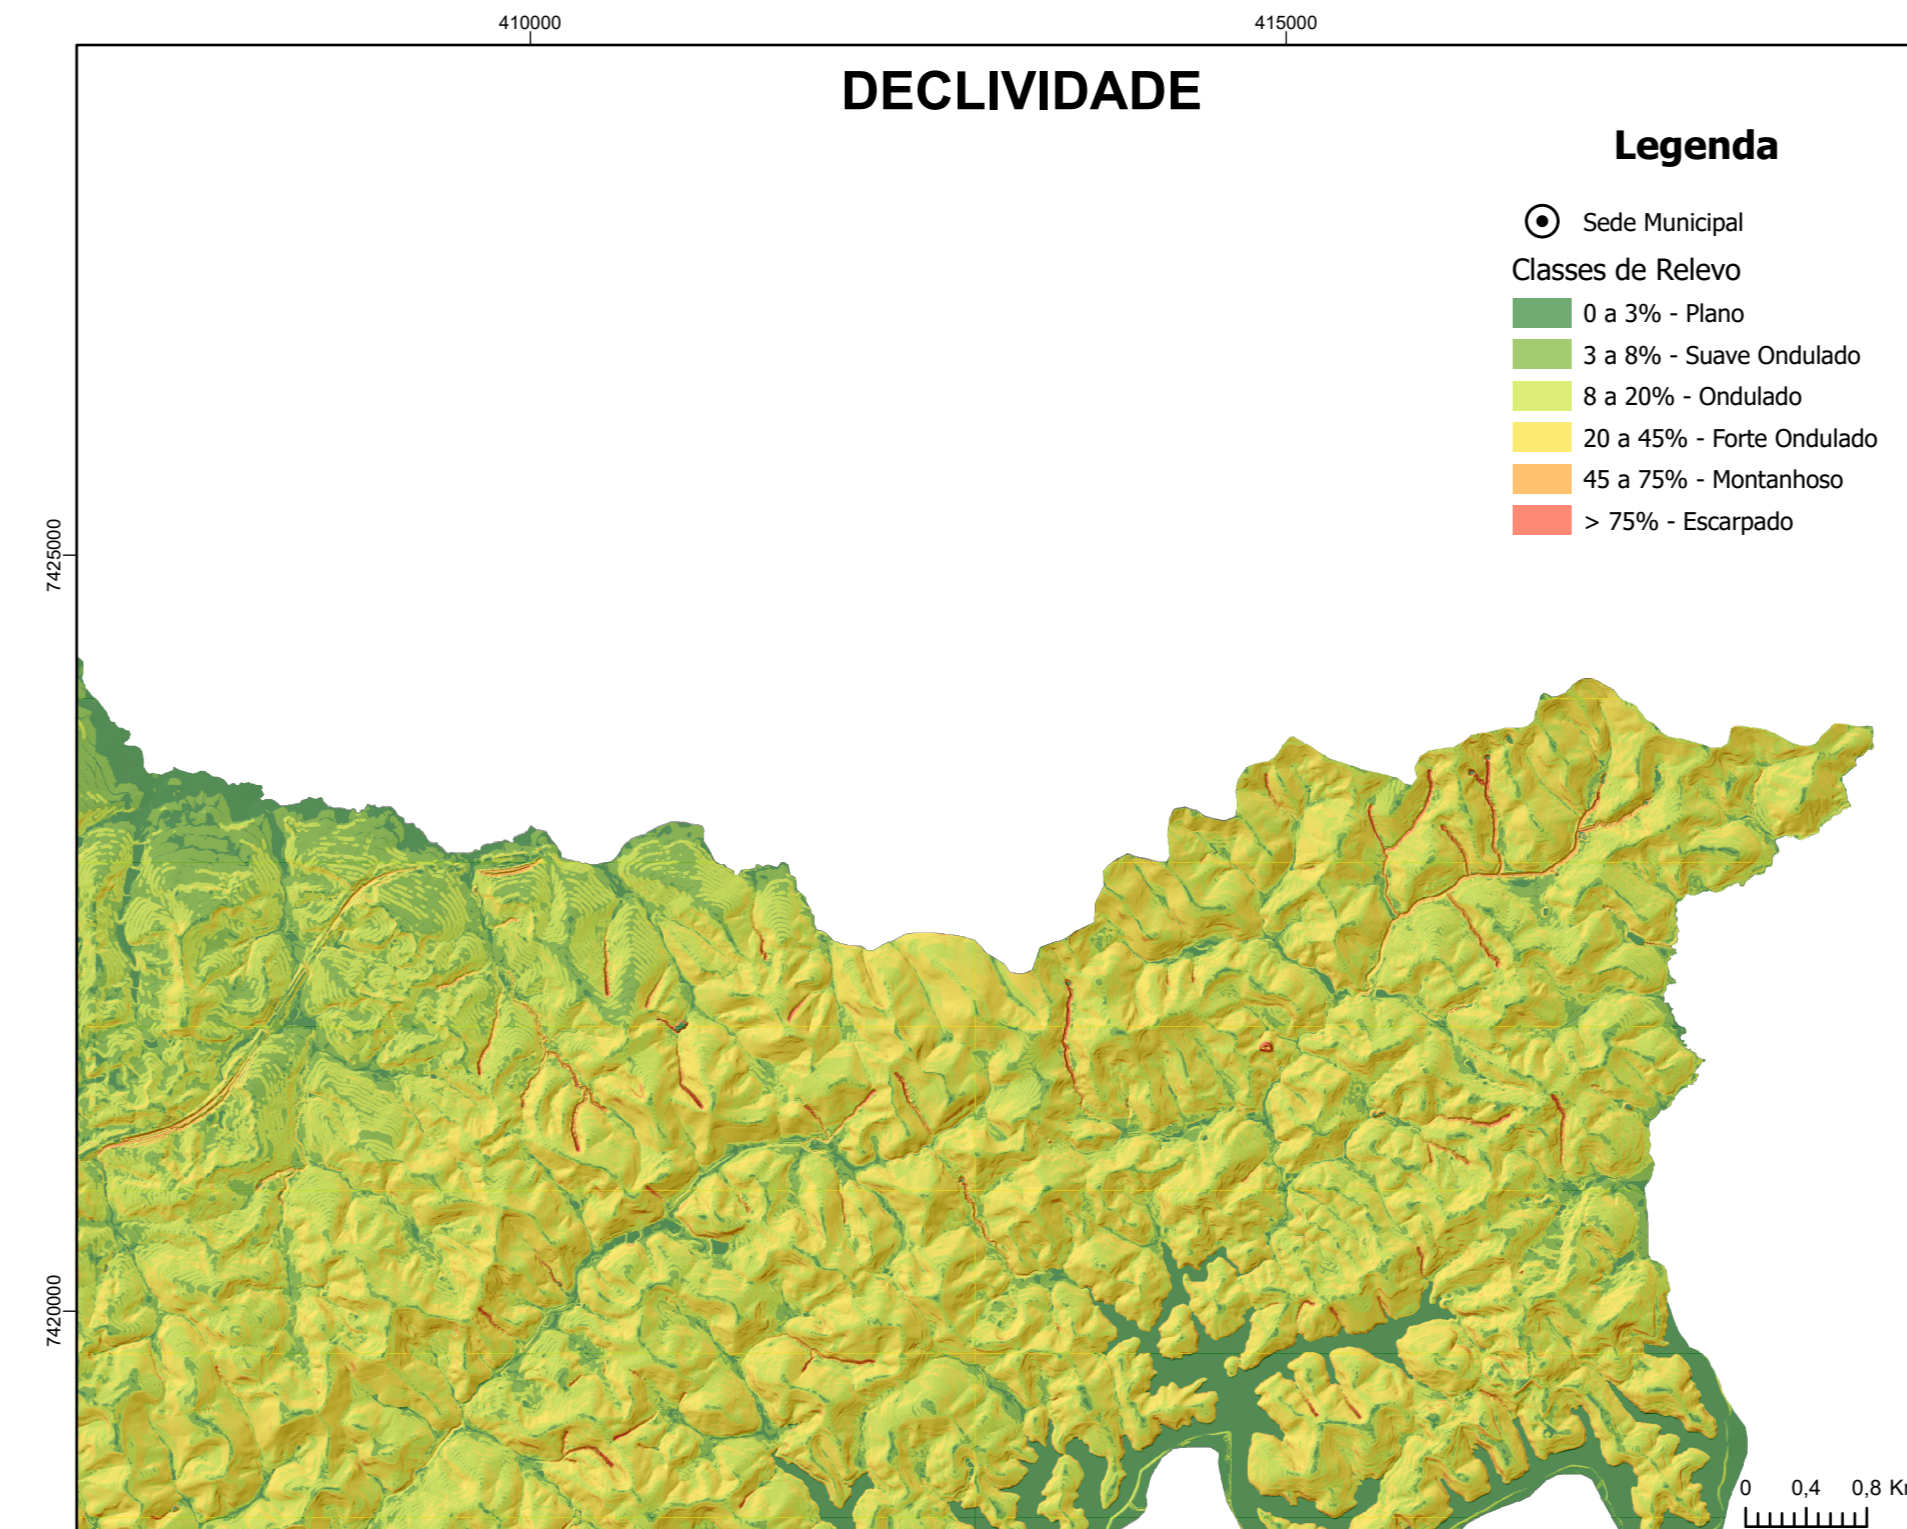 410000 415000
DECLIVIDADE
Legenda
Sede Municipal
Classes de Relevo
0 a 3% - Plano
3 a 8% - Suave Ondulado
8 a 20% - Ondulado
20 a 45% - Forte Ondulado
45 a 75% - Montanhoso
> 75% - Escarpado
7425000
7420000
0 0,4 0,8 K